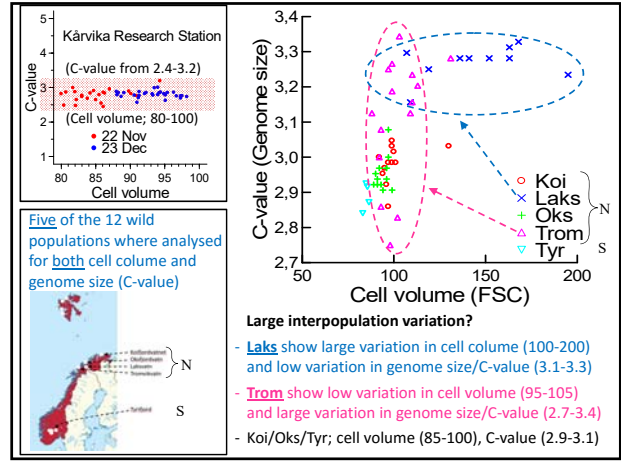 Kårvika Research Station
(C-value from 2.4-3.2)
C-value
5
4
3
2
1
(Cell volume; 80-100)
22 Nov
23 Dec
80 85 90 95 100
Cell volume
Five of the 12 wild
populations where analysed
for both cell colume and
genome size (C-value)
N
S
Tyrifjord
3,4
3,3
3,2
3,1
3,0
2,9
2,8
2,7
C-value (Genome size)
50 100 150 200
Cell volume (FSC)
Koi
Laks
Oks
Trom
Tyr
N
S
Large interpopulation variation?
- Laks show large variation in cell colume (100-200)
and low variation in genome size/C-value (3.1-3.3)
- Trom show low variation in cell volume (95-105)
and large variation in genome size/C-value (2.7-3.4)
- Koi/Oks/Tyr; cell volume (85-100), C-value (2.9-3.1)